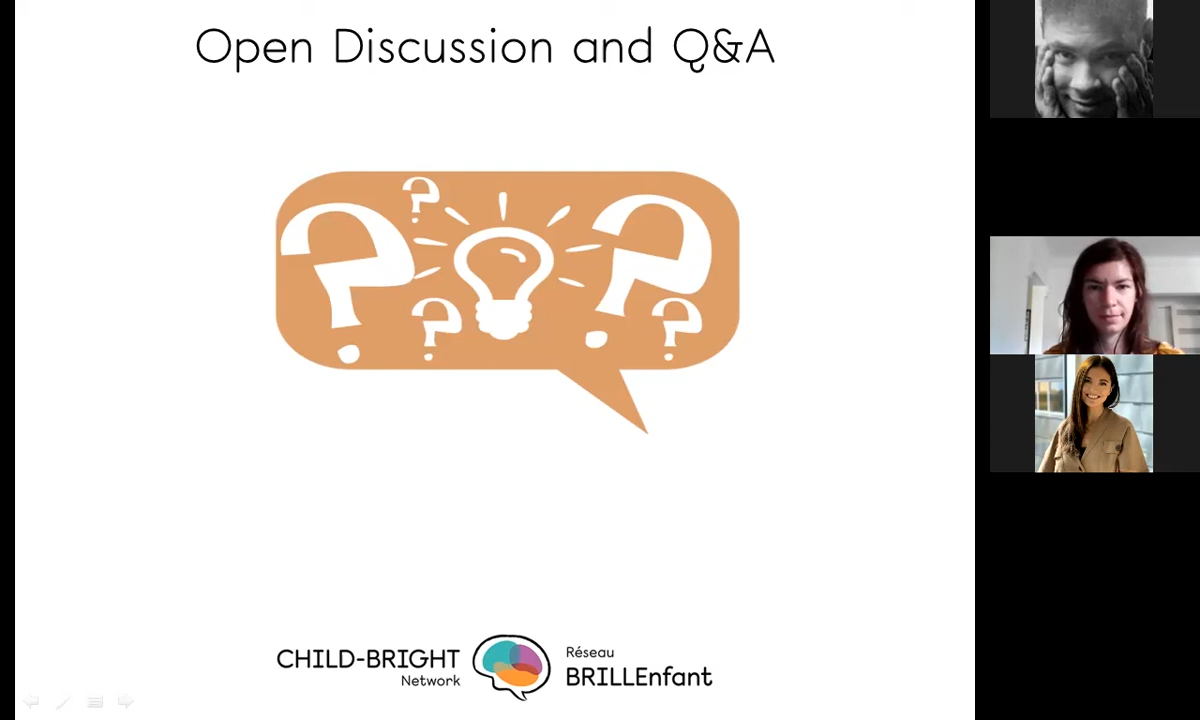 Open Discussion and Q&A
? ? ? ? ?
CHILD-BRIGHT
Network
Réseau
BRILLEnfant